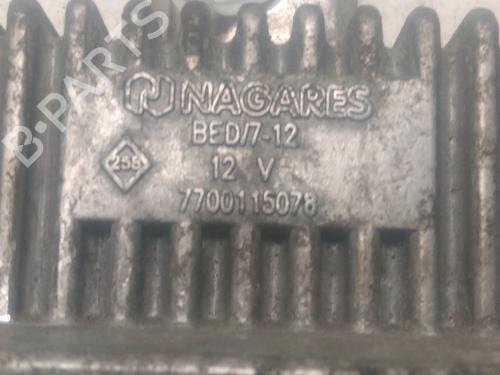 NAGARES
BED/7-12
255
12 V
7700115078
B-PARTS